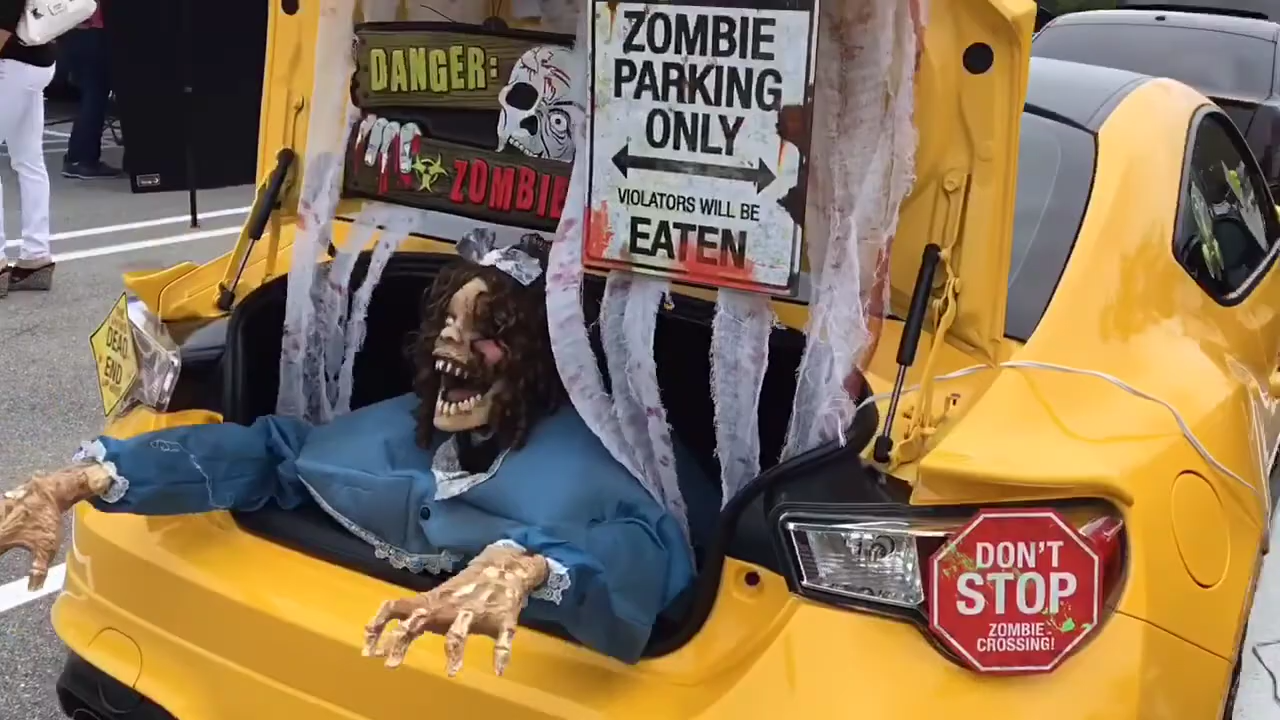 DANGER:
ZOMBIE
ZOMBIE
PARKING
ONLY
VIOLATORS WILL BE
EATEN
DEAD
END
DON'T
STOP
ZOMBIE
CROSSING!